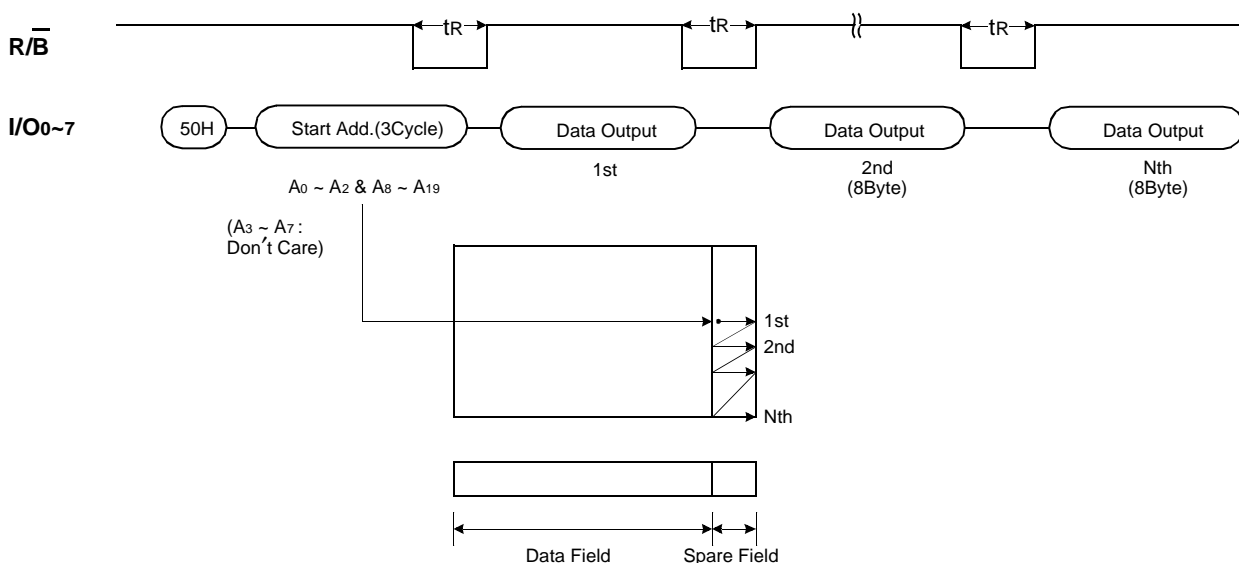 R/B
tR
tR
tR
I/O0~7
50H
Start Add.(3Cycle)
Data Output
Data Output
Data Output
1st
2nd
(8Byte)
Nth
(8Byte)
A0 ~ A2 & A8 ~ A19
(A3 ~ A7 :
Don′t Care)
1st
2nd
Nth
Data Field
Spare Field